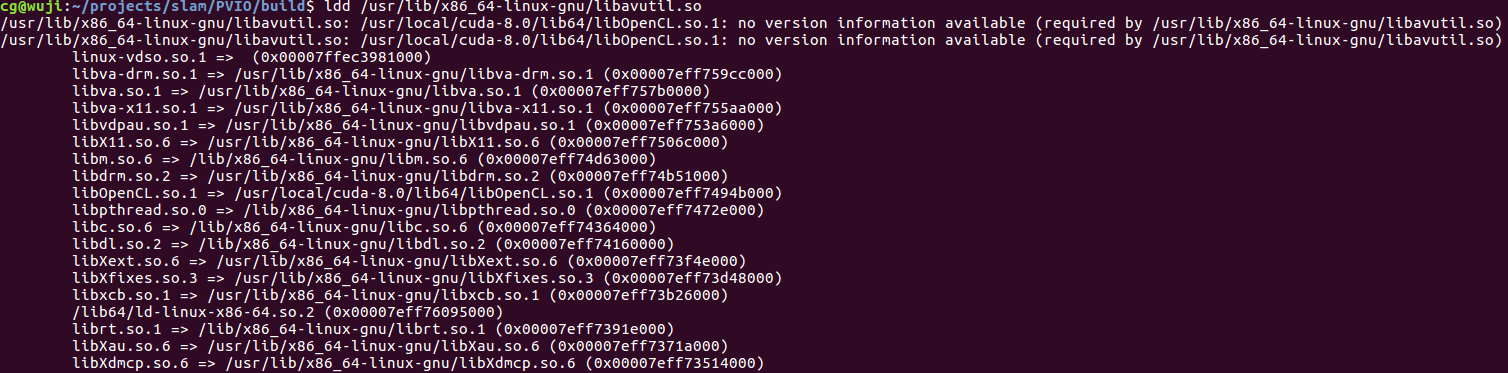 cg@wuji:~/projects/slam/PVIO/build$ ldd /usr/lib/x86_64-linux-gnu/libavutil.so
/usr/lib/x86_64-linux-gnu/libavutil.so: /usr/local/cuda-8.0/lib64/libOpenCL.so.1: no version information available (required by /usr/lib/x86_64-linux-gnu/libavutil.so)
/usr/lib/x86_64-linux-gnu/libavutil.so: /usr/local/cuda-8.0/lib64/libOpenCL.so.1: no version information available (required by /usr/lib/x86_64-linux-gnu/libavutil.so)
linux-vdso.so.1 =>  (0x00007ffec3981000)
libva-drm.so.1 => /usr/lib/x86_64-linux-gnu/libva-drm.so.1 (0x00007eff759cc000)
libva.so.1 => /usr/lib/x86_64-linux-gnu/libva.so.1 (0x00007eff757b0000)
libva-x11.so.1 => /usr/lib/x86_64-linux-gnu/libva-x11.so.1 (0x00007eff755aa000)
libvdpau.so.1 => /usr/lib/x86_64-linux-gnu/libvdpau.so.1 (0x00007eff753a6000)
libX11.so.6 => /usr/lib/x86_64-linux-gnu/libX11.so.6 (0x00007eff7506c000)
libm.so.6 => /lib/x86_64-linux-gnu/libm.so.6 (0x00007eff74d63000)
libdrm.so.2 => /usr/lib/x86_64-linux-gnu/libdrm.so.2 (0x00007eff74b51000)
libOpenCL.so.1 => /usr/local/cuda-8.0/lib64/libOpenCL.so.1 (0x00007eff7494b000)
libpthread.so.0 => /lib/x86_64-linux-gnu/libpthread.so.0 (0x00007eff7472e000)
libc.so.6 => /lib/x86_64-linux-gnu/libc.so.6 (0x00007eff74364000)
libdl.so.2 => /lib/x86_64-linux-gnu/libdl.so.2 (0x00007eff74160000)
libXext.so.6 => /usr/lib/x86_64-linux-gnu/libXext.so.6 (0x00007eff73f4e000)
libXfixes.so.3 => /usr/lib/x86_64-linux-gnu/libXfixes.so.3 (0x00007eff73d48000)
libxcb.so.1 => /usr/lib/x86_64-linux-gnu/libxcb.so.1 (0x00007eff73b26000)
/lib64/ld-linux-x86-64.so.2 (0x00007eff76095000)
librt.so.1 => /lib/x86_64-linux-gnu/librt.so.1 (0x00007eff7391e000)
libXau.so.6 => /usr/lib/x86_64-linux-gnu/libXau.so.6 (0x00007eff7371a000)
libXdmcp.so.6 => /usr/lib/x86_64-linux-gnu/libXdmcp.so.6 (0x00007eff73514000)